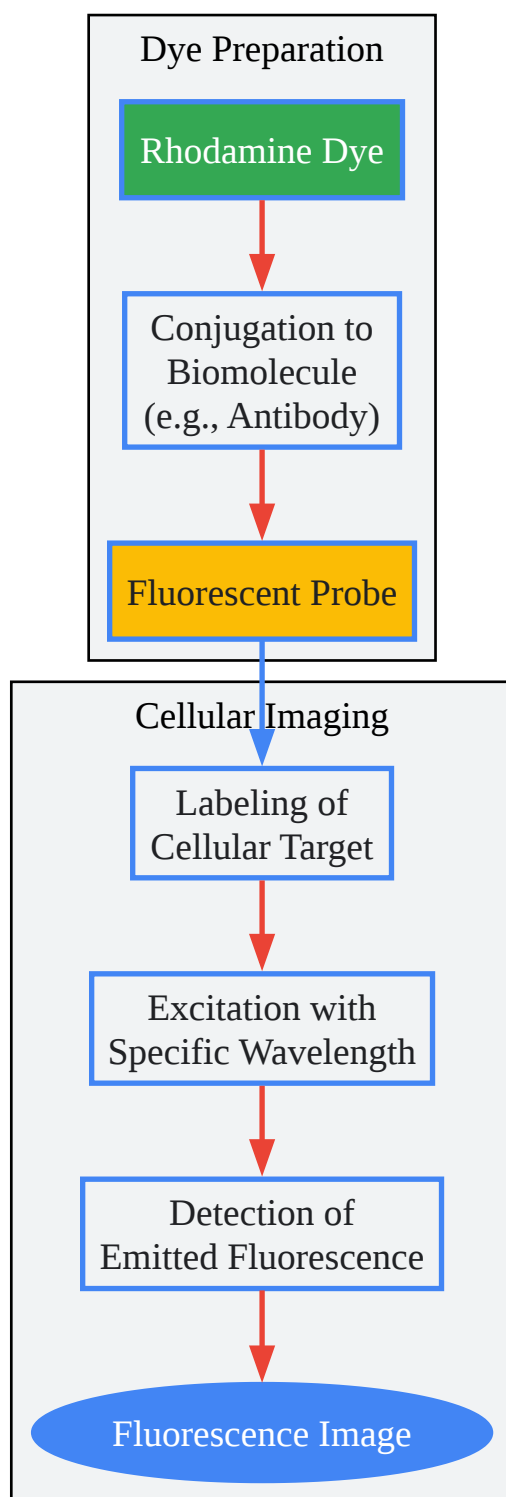 Dye Preparation
Rhodamine Dye
Conjugation to
Biomolecule
(e.g., Antibody)
Fluorescent Probe
Cellular Imaging
Labeling of
Cellular Target
Excitation with
Specific Wavelength
Detection of
Emitted Fluorescence
Fluorescence Image